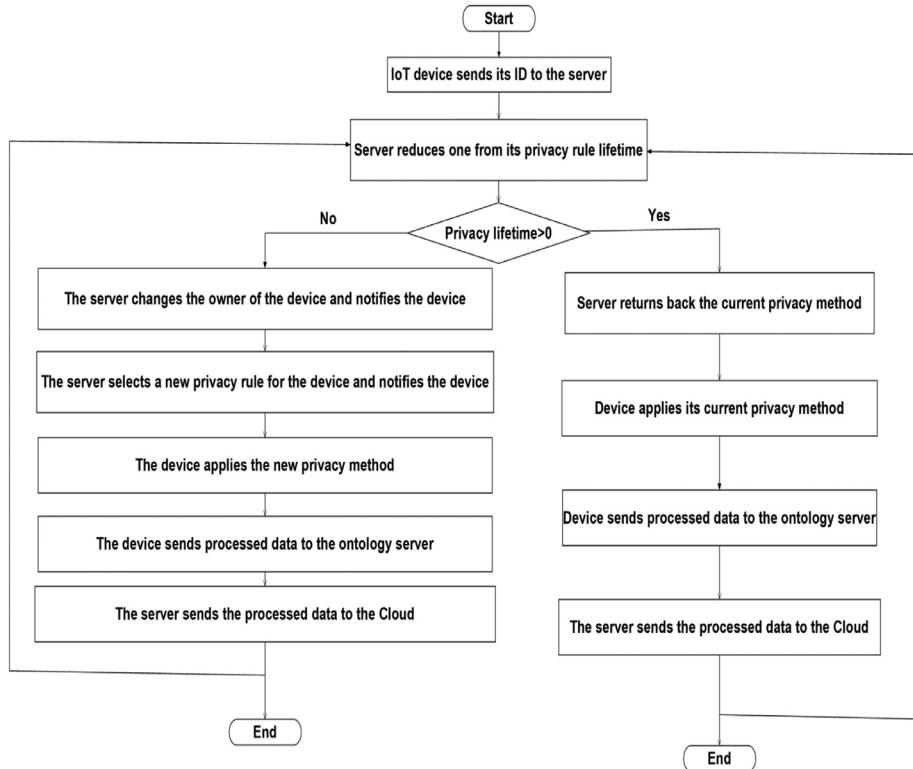 Start
IoT device sends its ID to the server
Server reduces one from its privacy rule lifetime
Privacy lifetime>0
No
Yes
The server changes the owner of the device and notifies the device
The server selects a new privacy rule for the device and notifies the device
The device applies the new privacy method
The device sends processed data to the ontology server
The server sends the processed data to the Cloud
End
Server returns back the current privacy method
Device applies its current privacy method
Device sends processed data to the ontology server
The server sends the processed data to the Cloud
End